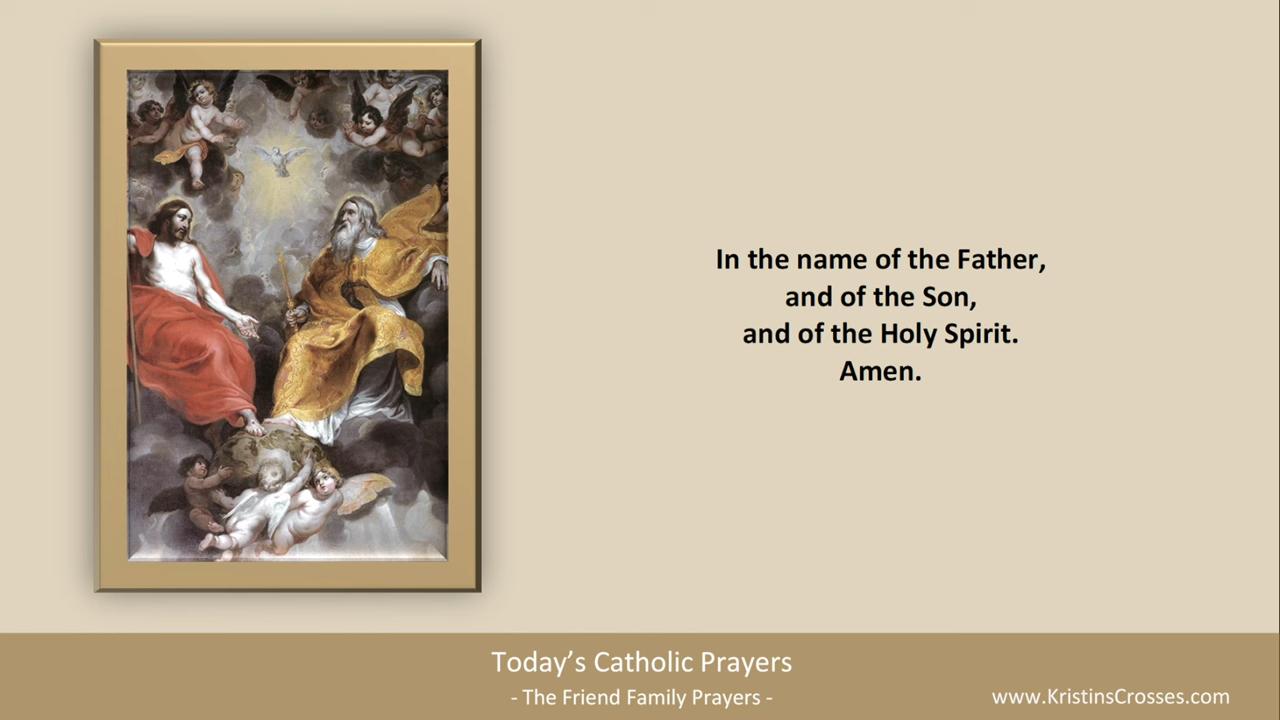 In the name of the Father,
and of the Son,
and of the Holy Spirit.
Amen.
Today’s Catholic Prayers
- The Friend Family Prayers -
www.KristinsCrosses.com